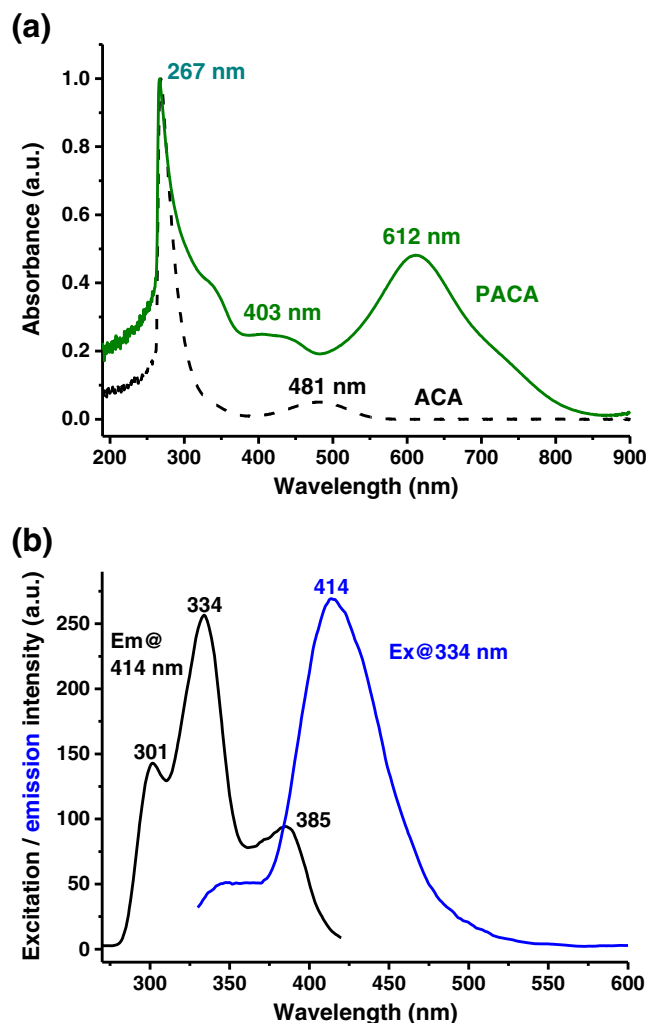 (a)
267 nm
1.0
0.8
0.6
0.4
0.2
0.0
Absorbance (a.u.)
612 nm
PACA
403 nm
481 nm
ACA
200 300 400 500 600 700 800 900
Wavelength (nm)
(b)
414
334
Em@
414 nm
Ex@334 nm
301
385
250
200
150
100
50
0
Excitation / emission intensity (a.u.)
300 350 400 450 500 550 600
Wavelength (nm)